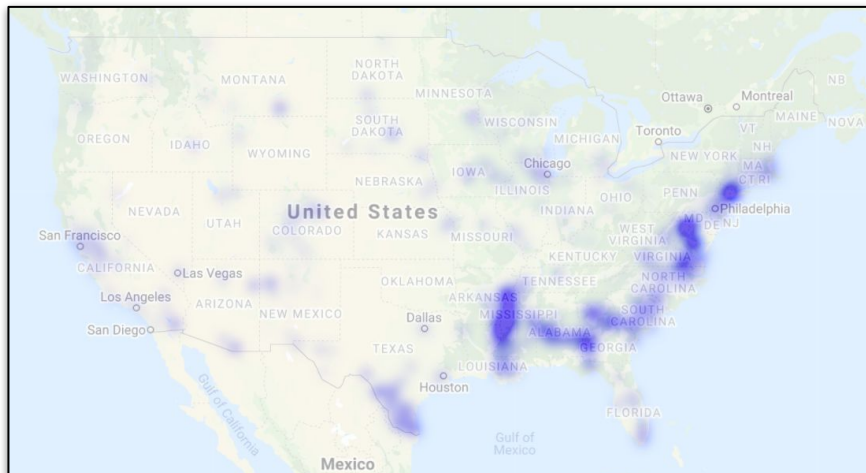 WASHINGTON
MONTANA
NORTH
DAKOTA
MINNESOTA
Ottawa
Montreal
NB
MAINE
NOVA
OREGON
IDAHO
SOUTH
DAKOTA
WISCONSIN
MICHIGAN
Toronto
VT
NH
WYOMING
NEW YORK
MA
CT RI
IOWA
Chicago
NEBRASKA
ILLINOIS
INDIANA
OHIO
PENN
Philadelphia
NEVADA
UTAH
United States
COLORADO
KANSAS
MISSOURI
WEST
VIRGINIA
MD
DE
NJ
San Francisco
CALIFORNIA
Las Vegas
KENTUCKY
VIRGINIA
Los Angeles
ARIZONA
NEW MEXICO
OKLAHOMA
ARKANSAS
TENNESSEE
NORTH
CAROLINA
San Diego
Dallas
MISSISSIPPI
ALABAMA
SOUTH
CAROLINA
TEXAS
GEORGIA
LOUISIANA
Houston
Gulf of
California
FLORIDA
Gulf of
Mexico
Mexico